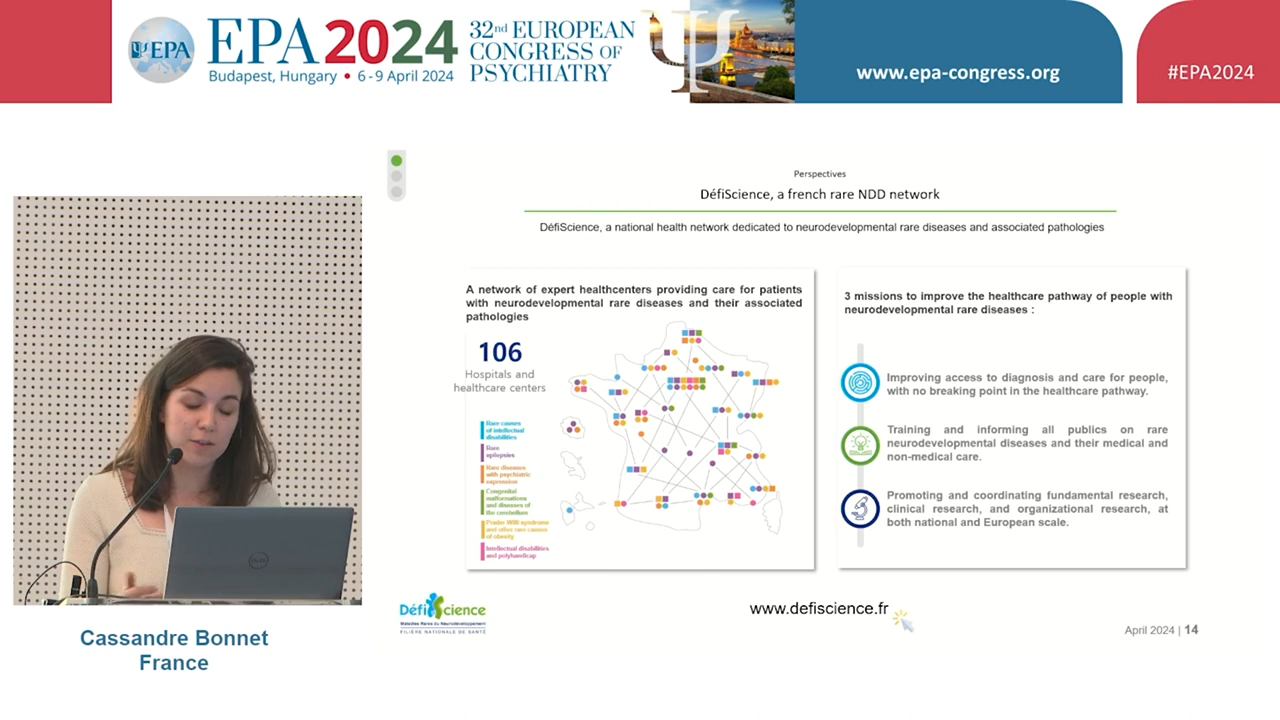 EPA
EPA2024
Budapest, Hungary • 6-9 April 2024
32nd EUROPEAN
CONGRESS OF
PSYCHIATRY
www.epa-congress.org
#EPA2024
Perspectives
DéfiScience, a french rare NDD network
DéfiScience, a national health network dedicated to neurodevelopmental rare diseases and associated pathologies
A network of expert healthcenters providing care for patients
with neurodevelopmental rare diseases and their associated
pathologies
106
Hospitals and
healthcare centers
Rare causes
of intellectual
disabilities
Rare
epilepsies
Rare diseases
with psychiatric
expression
Congenital
malformations
and diseases of
the cerebellum
Prader Willi syndrome
and other rare causes
of obesity
Intellectual disabilities
and polyhandicap
3 missions to improve the healthcare pathway of people with
neurodevelopmental rare diseases :
Improving access to diagnosis and care for people,
with no breaking point in the healthcare pathway.
Training and informing all publics on rare
neurodevelopmental diseases and their medical and
non-medical care.
Promoting and coordinating fundamental research,
clinical research, and organizational research, at
both national and European scale.
DéfiScience
Maladies Rares du Neurodéveloppement
FILIÈRE NATIONALE DE SANTÉ
www.defiscience.fr
April 2024 | 14
DELL
Cassandre Bonnet
France